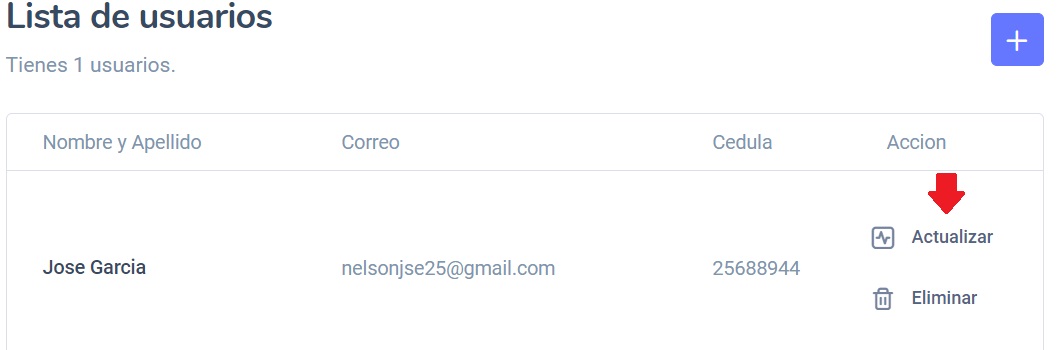 Lista de usuarios
Tienes 1 usuarios.
Nombre y Apellido Correo Cedula Accion
Actualizar
Jose Garcia nelsonjse25@gmail.com 25688944
Eliminar